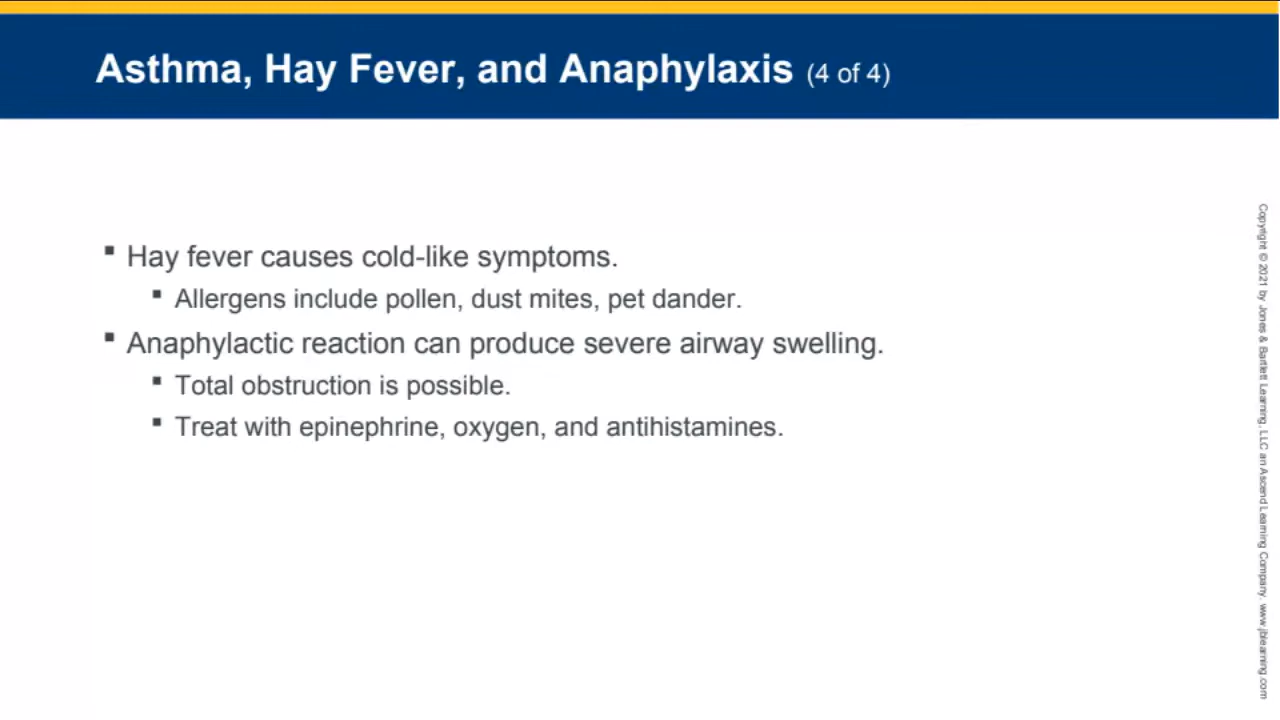 Asthma, Hay Fever, and Anaphylaxis (4 of 4)
▪ Hay fever causes cold-like symptoms.
▪ Allergens include pollen, dust mites, pet dander.
▪ Anaphylactic reaction can produce severe airway swelling.
▪ Total obstruction is possible.
▪ Treat with epinephrine, oxygen, and antihistamines.
Copyright © 2021 by Jones & Bartlett Learning, LLC an Ascend Learning Company. www.jblearning.com